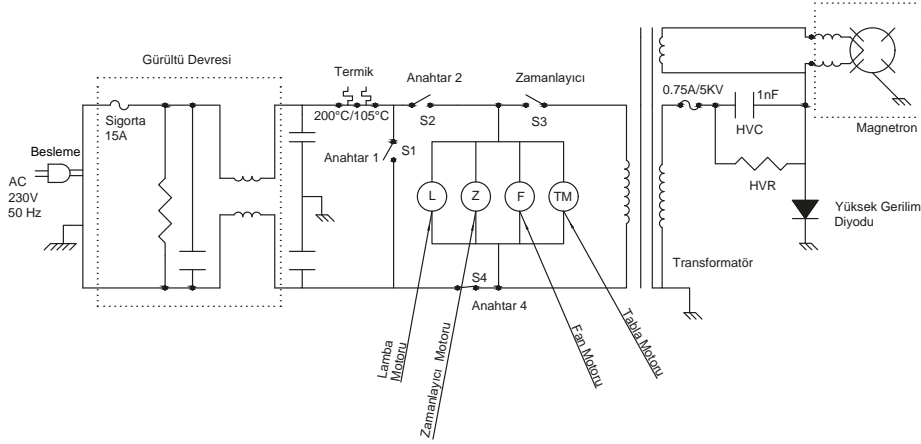 Gürültü Devresi
Sigorta
15A
Besleme
AC
230V
50 Hz
Termik
200°C/105°C
Anahtar 2
S2
Zamanlayıcı
S3
Anahtar 1
S1
L
Z
F
TM
S4
Anahtar 4
Lamba
Motoru
Zamanlayıcı Motoru
Fan Motoru
Tabla Motoru
Transformatör
0.75A/5KV
1nF
HVC
HVR
Magnetron
Yüksek Gerilim
Diyodu